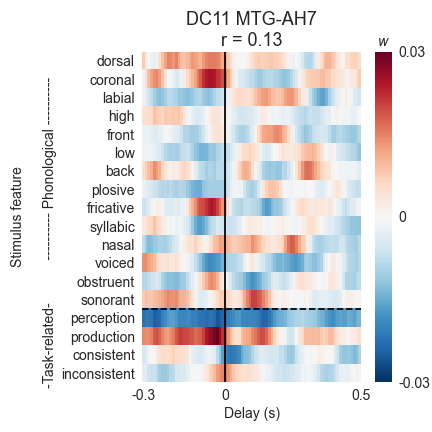 DC11 MTG-AH7
r = 0.13
w
dorsal
coronal
labial
high
front
low
back
plosive
fricative
syllabic
nasal
voiced
obstruent
sonorant
perception
production
consistent
inconsistent
Stimulus feature
---------- Phonological ----------
-Task-related-
0.03
0
-0.03
-0.3
0
0.5
Delay (s)